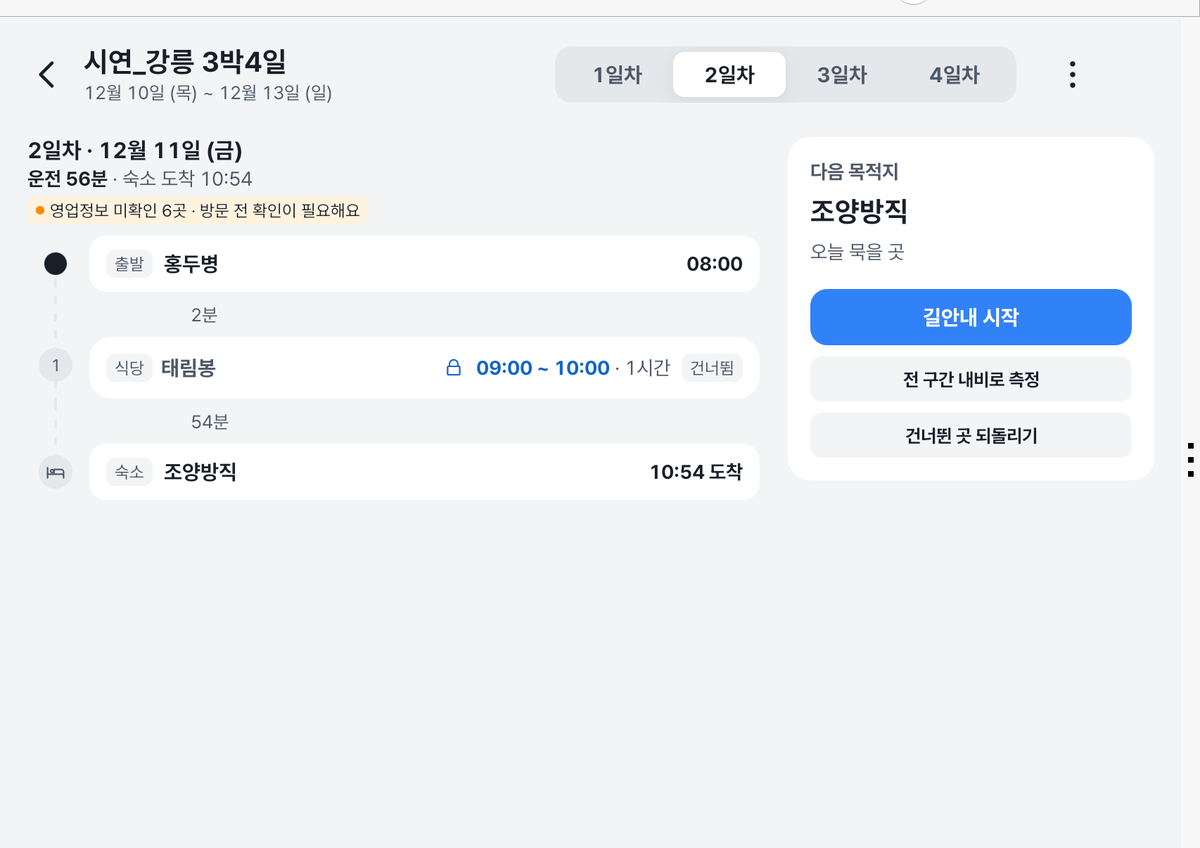 시연_강릉 3박4일
12월 10일 (목) ~ 12월 13일 (일)
1일차 2일차 3일차 4일차
2일차 · 12월 11일 (금)
운전 56분 · 숙소 도착 10:54
영업정보 미확인 6곳 · 방문 전 확인이 필요해요
출발 홍두병 08:00
2분
1 식당 태림봉 09:00 ~ 10:00 · 1시간 건너뜀
54분
숙소 조양방직 10:54 도착
다음 목적지
조양방직
오늘 묵을 곳
길안내 시작
전 구간 내비로 측정
건너뛴 곳 되돌리기